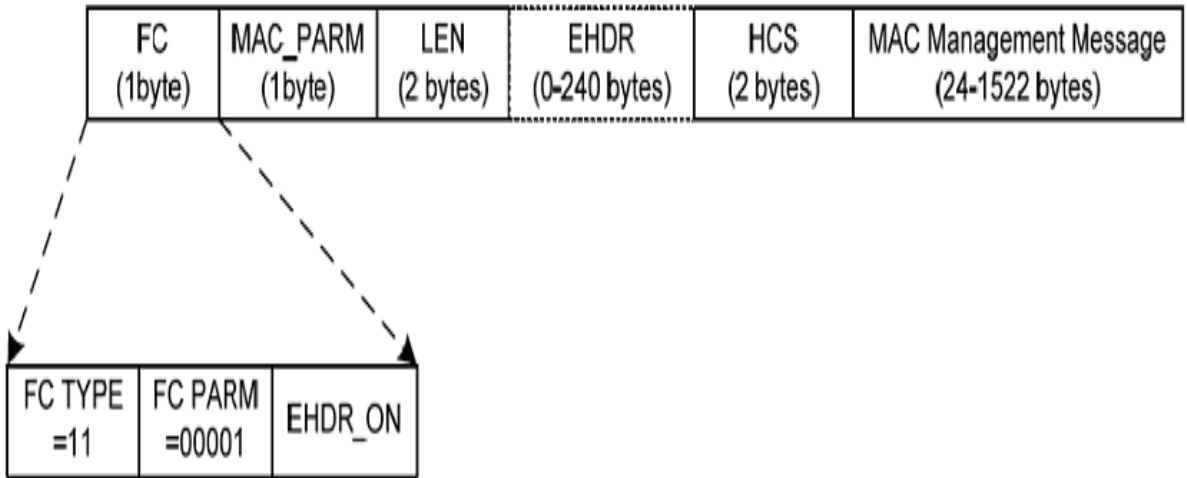 FC
(1byte)
MAC_PARM
(1byte)
LEN
(2 bytes)
EHDR
(0-240 bytes)
HCS
(2 bytes)
MAC Management Message
(24-1522 bytes)
FC TYPE
=11
FC PARM
=00001
EHDR_ON